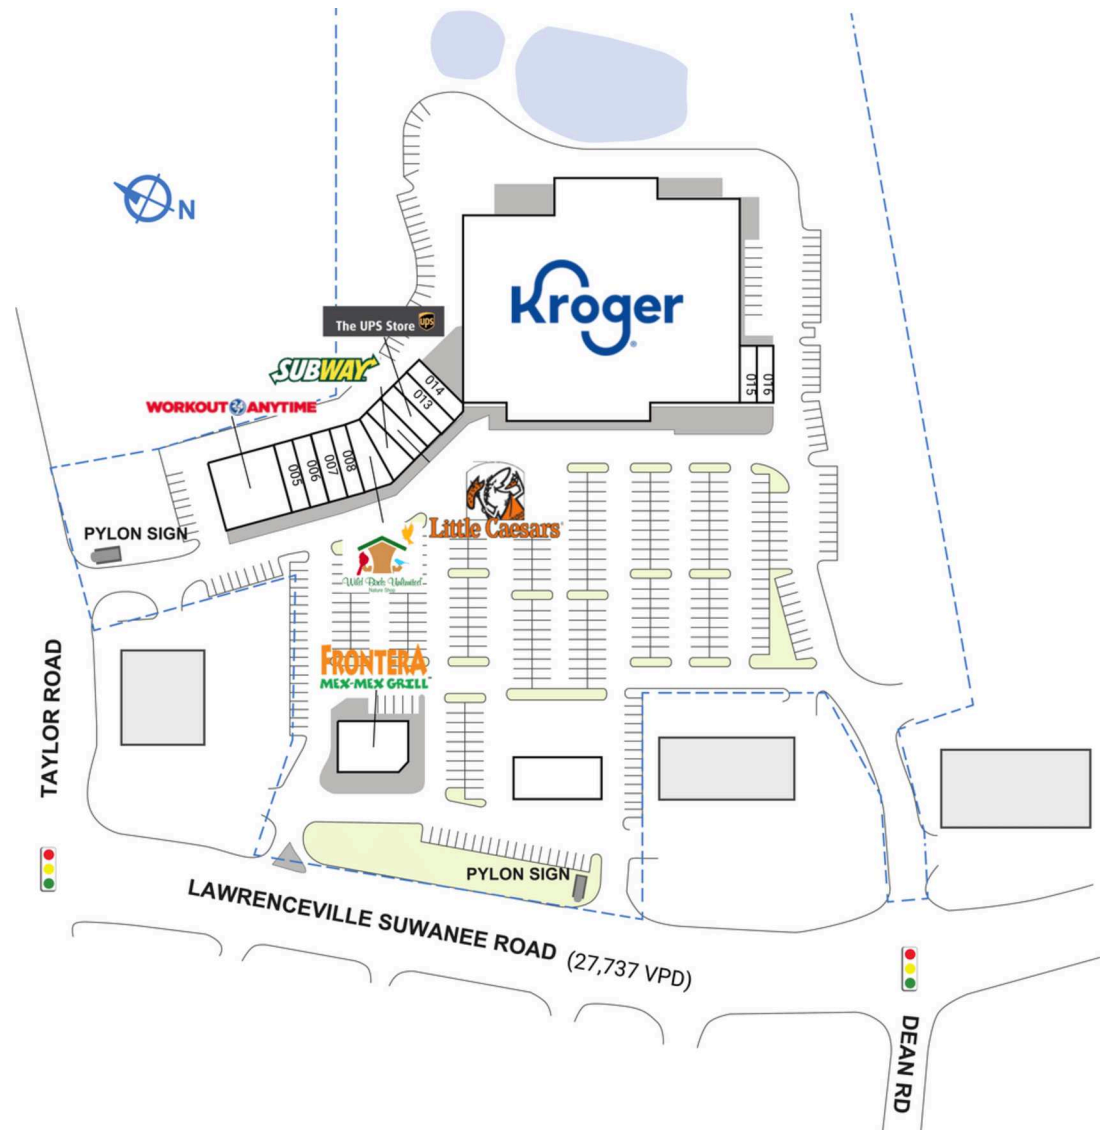 N
Kroger
The UPS Store
ups
SUBWAY
WORKOUT ANYTIME
014
013
015
016
005
006
007
008
PYLON SIGN
Little Caesars
Wild Birds Unlimited
Nature Shop
FRONTERA
MEX-MEX GRILL
TAYLOR ROAD
PYLON SIGN
LAWRENCEVILLE SUWANEE ROAD (27,737 VPD)
DEAN RD